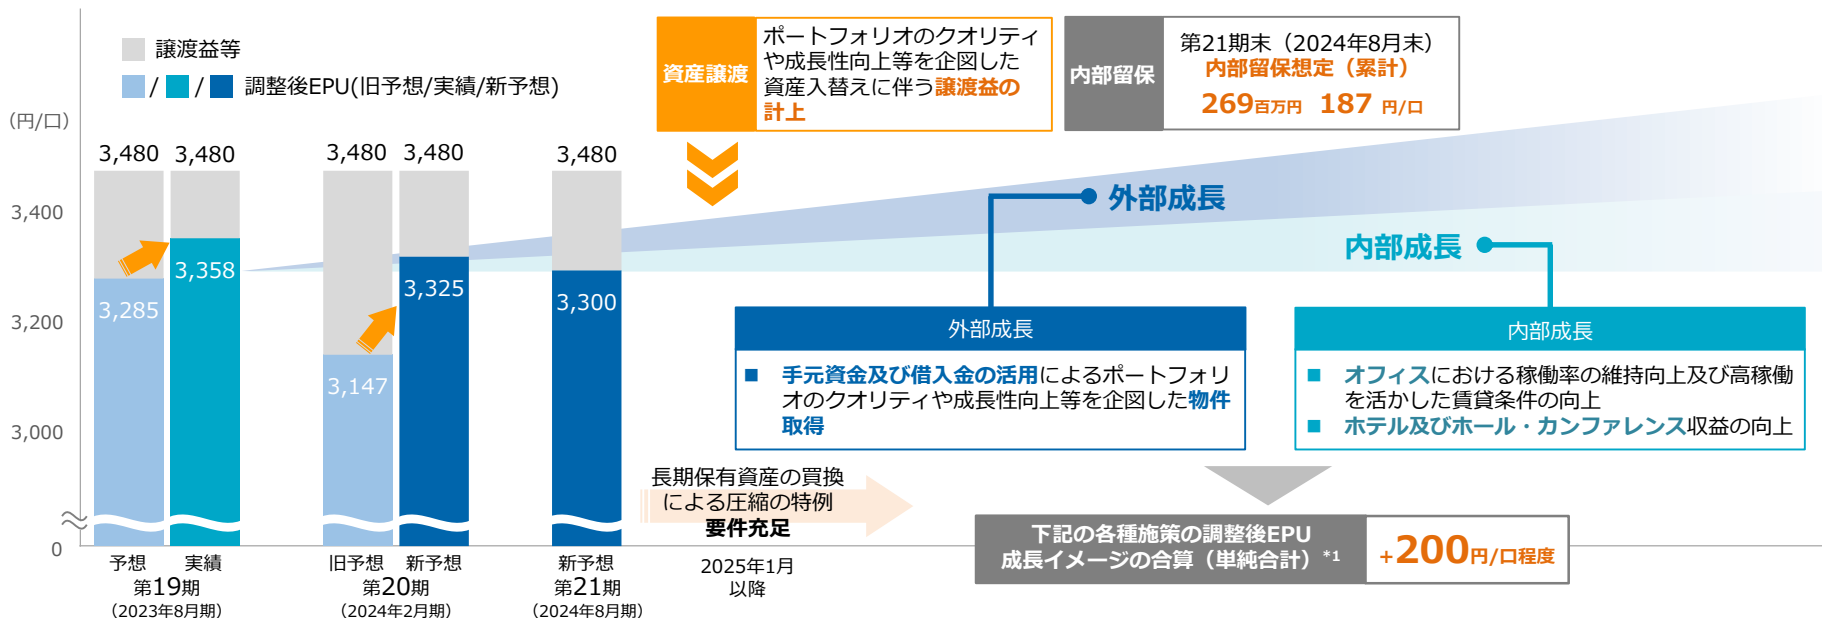 譲渡益等
/ / 調整後EPU(旧予想/実績/新予想)
（円/口）
3,400
3,200
3,000
0
3,480
3,480
3,285
3,358
3,480
3,480
3,147
3,325
3,480
3,300
予想
実績
第19期
（2023年8月期）
旧予想
新予想
第20期
（2024年2月期）
新予想
第21期
（2024年8月期）
2025年1月
以降
資産譲渡
ポートフォリオのクオリティ
や成長性向上等を企図した
資産入替えに伴う譲渡益の
計上
内部留保
第21期末（2024年8月末）
内部留保想定（累計）
269百万円 187 円/口
外部成長
内部成長
外部成長
■ 手元資金及び借入金の活用によるポートフォリ
オのクオリティや成長性向上等を企図した物件
取得
内部成長
■ オフィスにおける稼働率の維持向上及び高稼働
を活かした賃貸条件の向上
■ ホテル及びホール・カンファレンス収益の向上
長期保有資産の買換
による圧縮の特例
要件充足
下記の各種施策の調整後EPU
成長イメージの合算（単純合計）*1
+200円/口程度